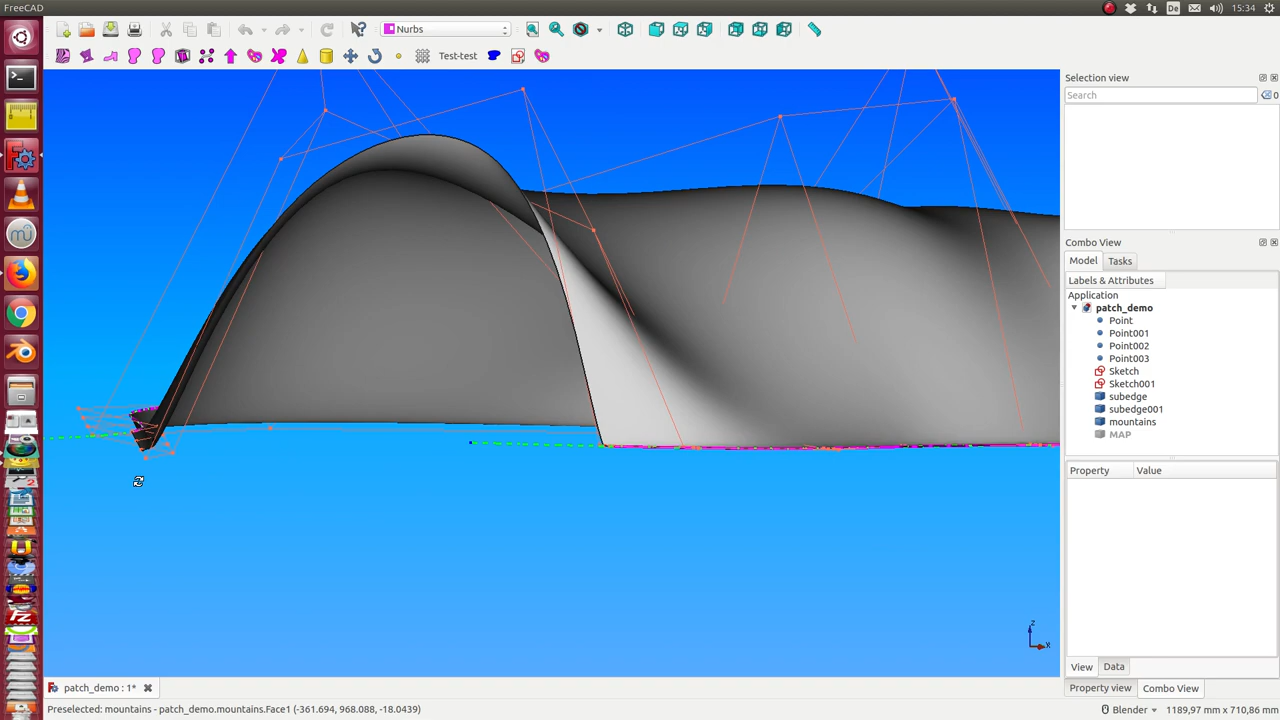 FreeCAD
De
15:34
Nurbs
Test-test
Selection view
Search
0
Combo View
Model
Tasks
Labels & Attributes
Application
patch_demo
Point
Point001
Point002
Point003
Sketch
Sketch001
subedge
subedge001
mountains
MAP
Property
Value
z
x
View
Data
patch_demo : 1*
Property view
Combo View
Preselected: mountains - patch_demo.mountains.Face1 (-361.694, 968.088, -18.0439)
Blender
1189,97 mm x 710,86 mm